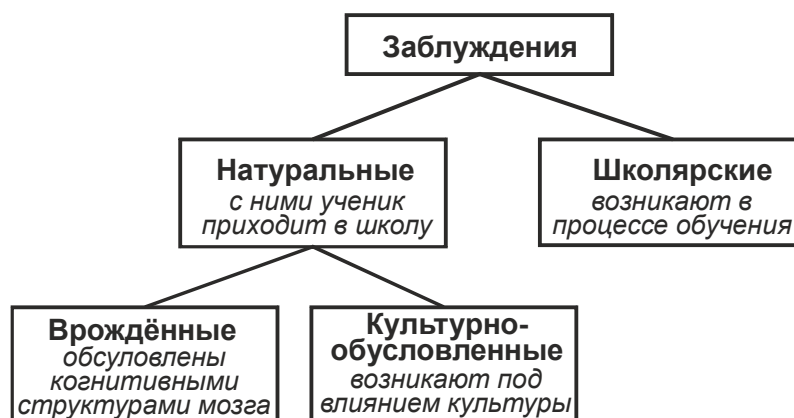 Заблуждения
Натуральные
с ними ученик
приходит в школу
Школярские
возникают в
процессе обучения
Врождённые
обсуловлены
когнитивными
структурами мозга
Культурно-
обусловленные
возникают под
влиянием культуры